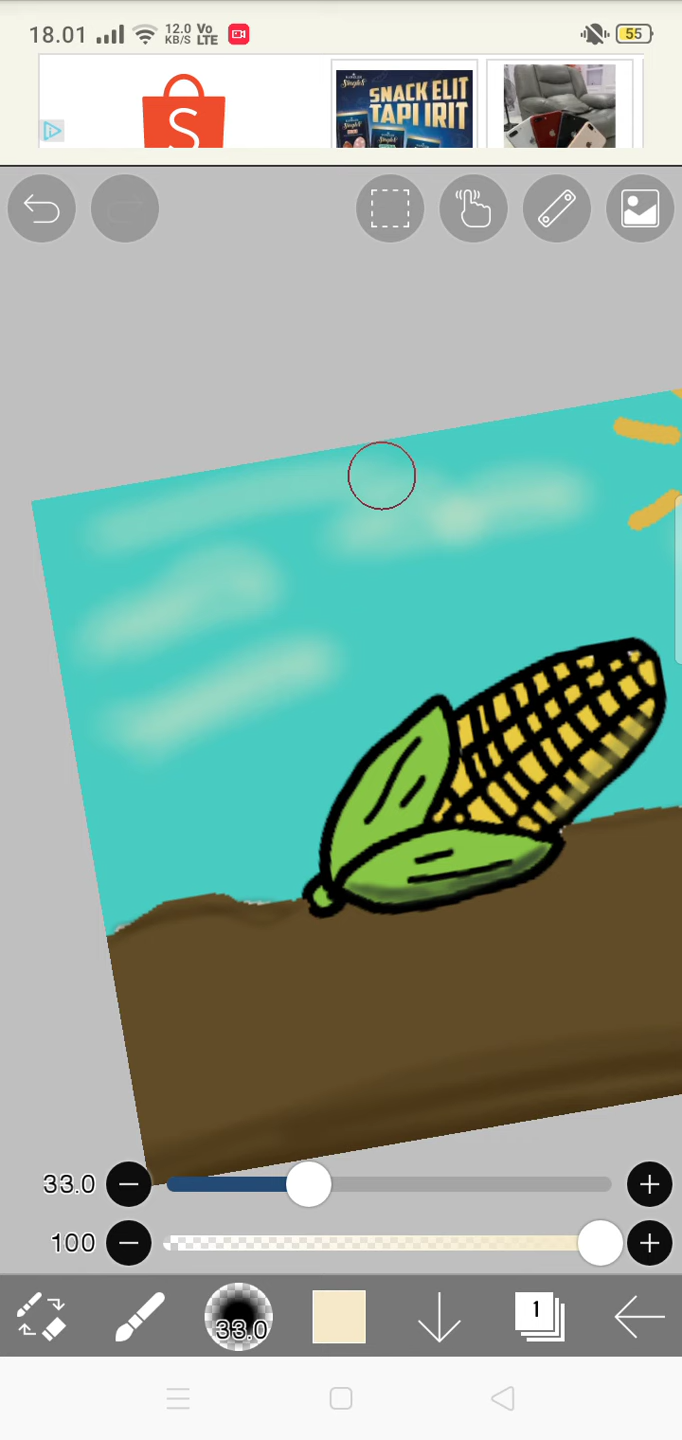 18.01 12.0 KB/S Vo LTE 55
S
SNACK ELIT
TAPI IRIT
33.0
100
33.0
1